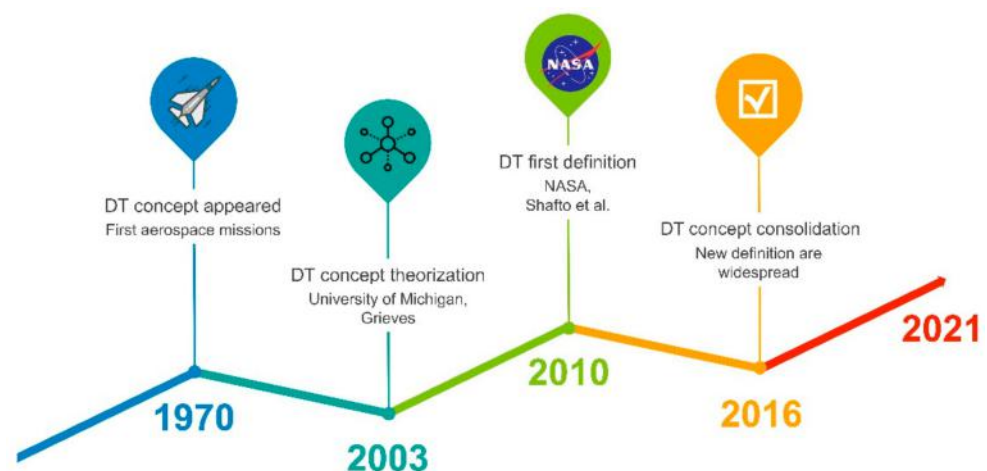 DT concept appeared
First aerospace missions
1970
DT concept theorization
University of Michigan,
Grieves
2003
NASA
DT first definition
NASA,
Shafto et al.
2010
DT concept consolidation
New definition are
widespread
2016
2021